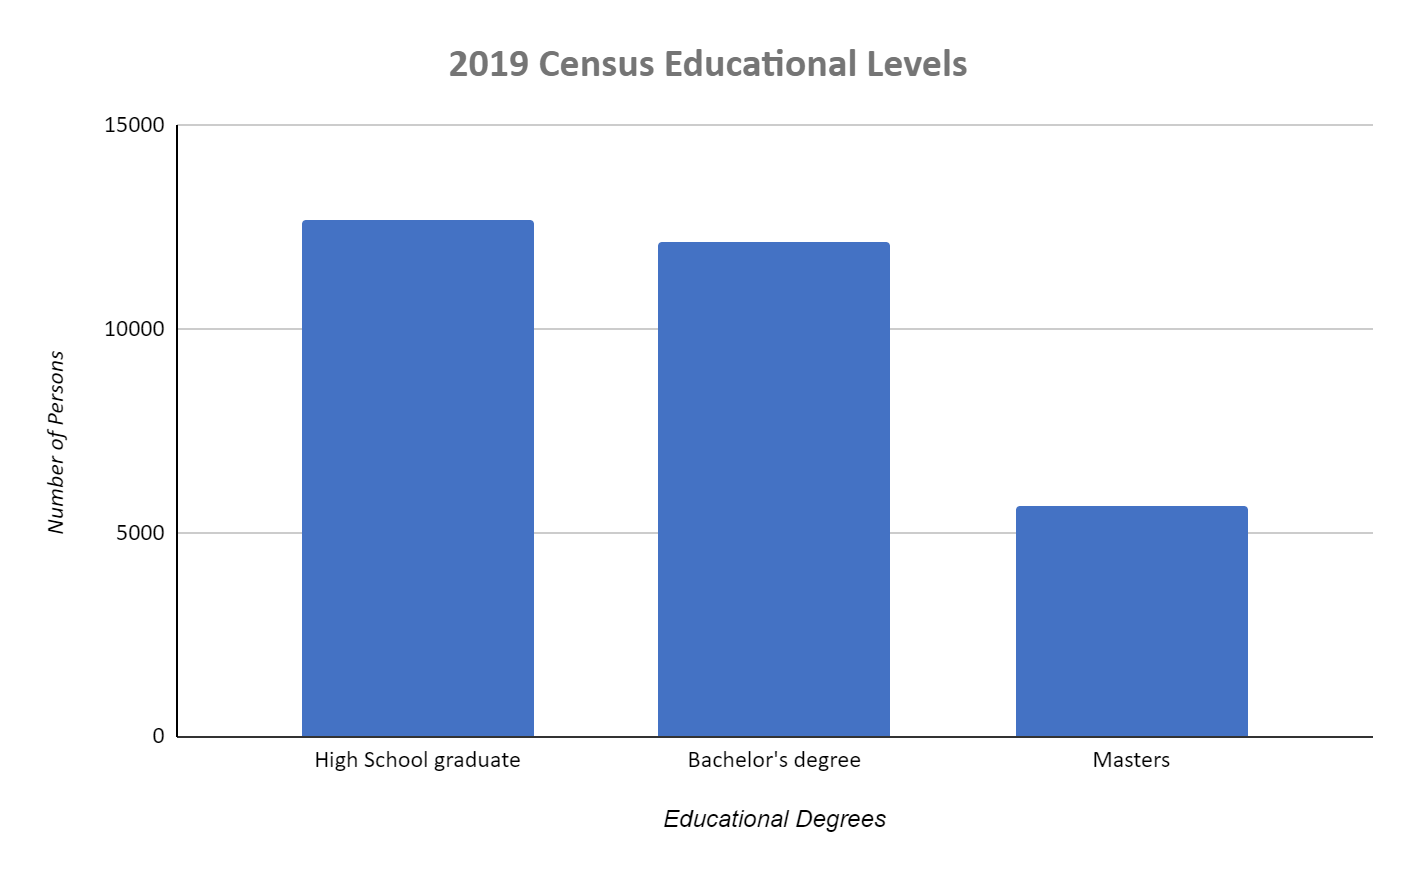 2019 Census Educational Levels
15000
10000
5000
0
Number of Persons
High School graduate
Bachelor's degree
Masters
Educational Degrees